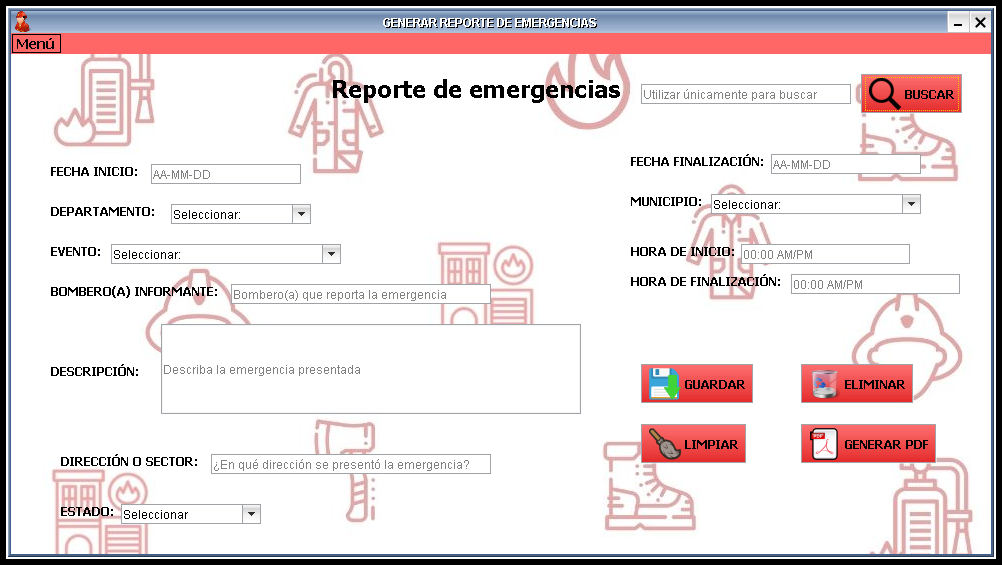 GENERAR REPORTE DE EMERGENCIAS
Menú
Reporte de emergencias
Utilizar únicamente para buscar
BUSCAR
FECHA INICIO: AA-MM-DD
FECHA FINALIZACIÓN: AA-MM-DD
DEPARTAMENTO: Seleccionar:
MUNICIPIO: Seleccionar:
EVENTO: Seleccionar:
HORA DE INICIO: 00:00 AM/PM
BOMBERO(A) INFORMANTE: Bombero(a) que reporta la emergencia
HORA DE FINALIZACIÓN: 00:00 AM/PM
DESCRIPCIÓN: Describa la emergencia presentada
GUARDAR
ELIMINAR
LIMPIAR
PDF
GENERAR PDF
DIRECCIÓN O SECTOR: ¿En qué dirección se presentó la emergencia?
ESTADO: Seleccionar